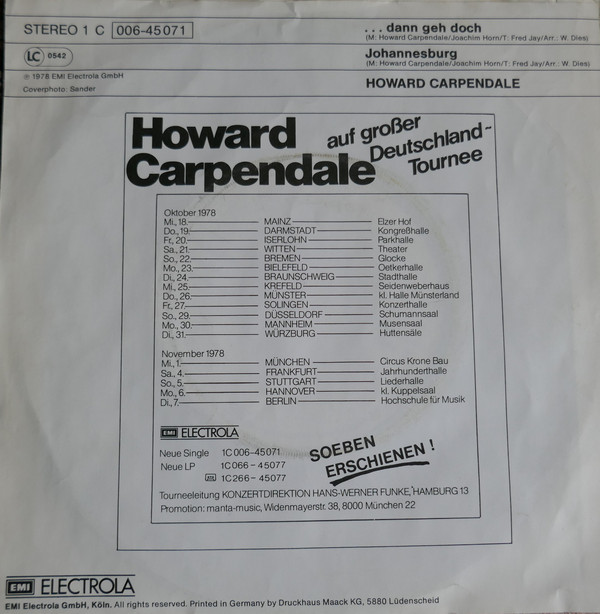 STEREO 1 C 006-45071
. . . dann geh doch
(M: Howard Carpendale/Joachim Horn/T: Fred Jay/Arr.: W. Dies)
LC 0542
Johannesburg
(M: Howard Carpendale/Joachim Horn/T: Fred Jay/Arr.: W. Dies)
℗ 1978 EMI Electrola GmbH
Coverphoto: Sander
HOWARD CARPENDALE
Howard Carpendale
auf großer Deutschland-Tournee
Oktober 1978
Mi., 18. MAINZ Elzer Hof
Do., 19. DARMSTADT Kongreßhalle
Fr., 20. ISERLOHN Parkhalle
Sa., 21. WITTEN Theater
So., 22. BREMEN Glocke
Mo., 23. BIELEFELD Oetkerhalle
Di., 24. BRAUNSCHWEIG Stadthalle
Mi., 25. KREFELD Seidenweberhaus
Do., 26. MÜNSTER kl. Halle Münsterland
Fr., 27. SOLINGEN Konzerthalle
So., 29. DÜSSELDORF Schumannsaal
Mo., 30. MANNHEIM Musensaal
Di., 31. WÜRZBURG Huttensäle
November 1978
Mi., 1. MÜNCHEN Circus Krone Bau
Sa., 4. FRANKFURT Jahrhunderthalle
So., 5. STUTTGART Liederhalle
Mo., 6. HANNOVER kl. Kuppelsaal
Di., 7. BERLIN Hochschule für Musik
EMI ELECTROLA
Neue Single 1C 006-45071
Neue LP 1C 066-45077
1C 266-45077
SOEBEN ERSCHIENEN!
Tourneeleitung KONZERTDIREKTION HANS-WERNER FUNKE, HAMBURG 13
Promotion: manta-music, Widenmayerstr. 38, 8000 München 22
EMI ELECTROLA
EMI Electrola GmbH, Köln. All rights reserved. Printed in Germany by Druckhaus Maack KG, 5880 Lüdenscheid